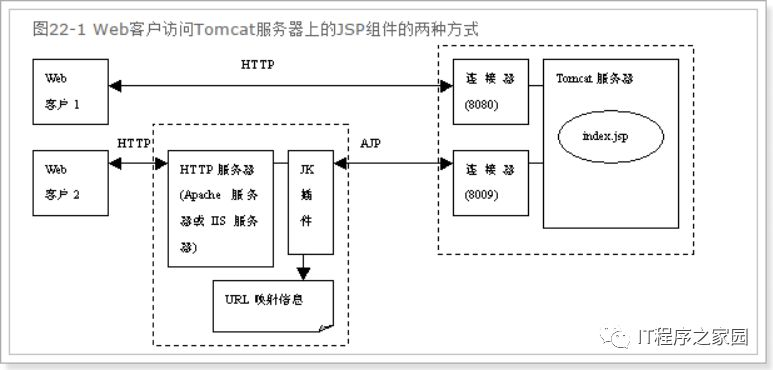 图22-1 Web客户访问Tomcat服务器上的JSP组件的两种方式
HTTP
Web
客户 1
连接器
(8080)
Tomcat 服务器
index.jsp
HTTP
AJP
Web
客户 2
HTTP 服务器
(Apache 服务
器或 IIS 服务
器)
JK
插
件
连接器
(8009)
URL 映射信息
IT程序之家园